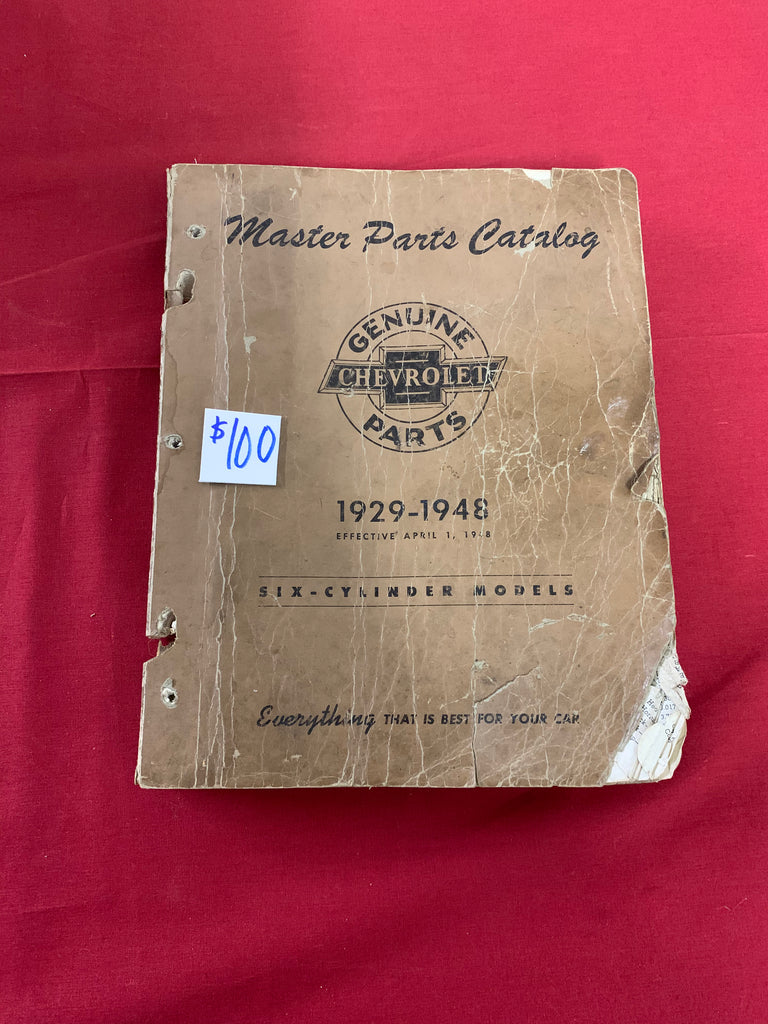 Master Parts Catalog
GENUINE
CHEVROLET
PARTS
$100
1929-1948
EFFECTIVE APRIL 1, 1948
SIX-CYLINDER MODELS
Everything THAT IS BEST FOR YOUR CAR